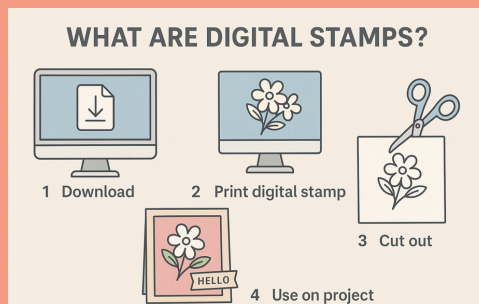 WHAT ARE DIGITAL STAMPS?
1 Download
2 Print digital stamp
3 Cut out
HELLO
4 Use on project